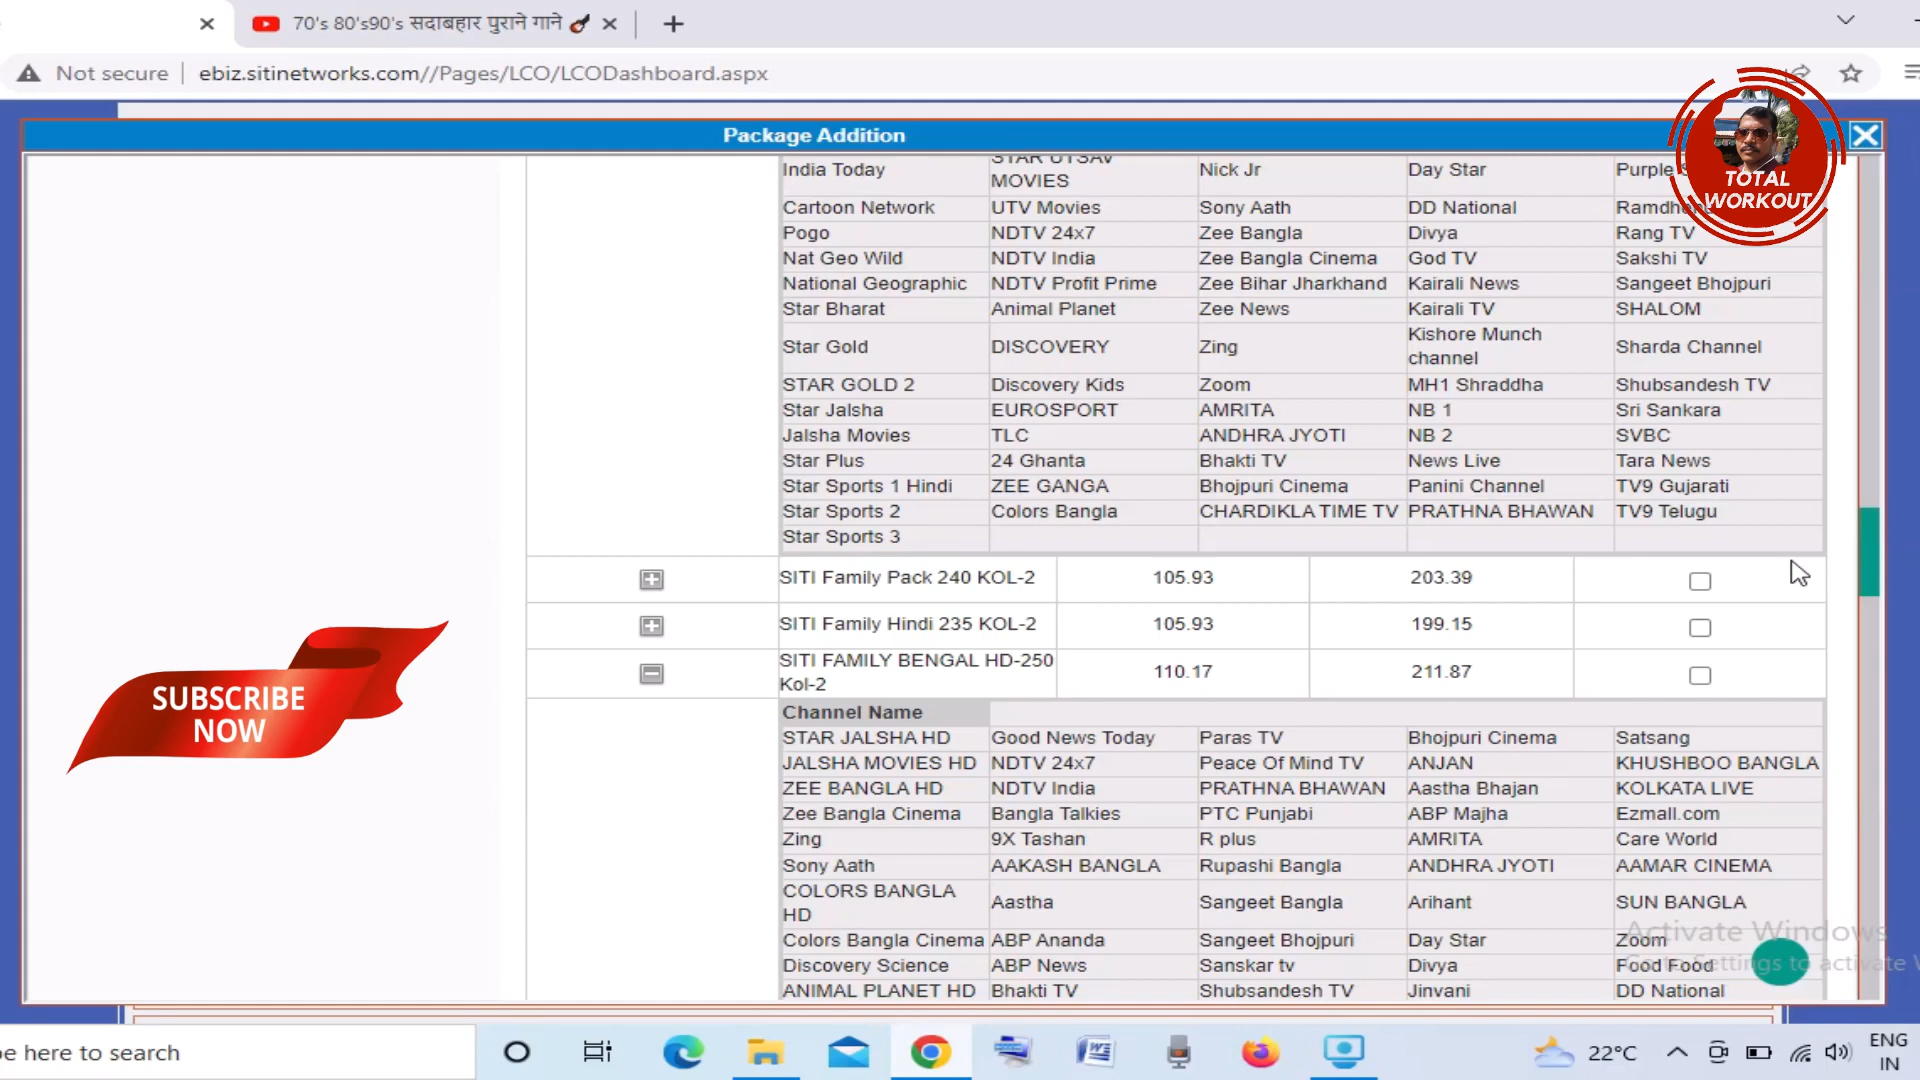 70's 80's90's सदाबहार पुराने गाने
Not secure
ebiz.sitinetworks.com//Pages/LCO/LCODashboard.aspx
Package Addition
TOTAL
WORKOUT
India Today STAR UTSAV MOVIES Nick Jr Day Star Purple
Cartoon Network UTV Movies Sony Aath DD National
Pogo NDTV 24x7 Zee Bangla Divya Rang TV
Nat Geo Wild NDTV India Zee Bangla Cinema God TV Sakshi TV
National Geographic NDTV Profit Prime Zee Bihar Jharkhand Kairali News Sangeet Bhojpuri
Star Bharat Animal Planet Zee News Kairali TV SHALOM
Star Gold DISCOVERY Zing Kishore Munch channel Sharda Channel
STAR GOLD 2 Discovery Kids Zoom MH1 Shraddha Shubsandesh TV
Star Jalsha EUROSPORT AMRITA NB 1 Sri Sankara
Jalsha Movies TLC ANDHRA JYOTI NB 2 SVBC
Star Plus 24 Ghanta Bhakti TV News Live Tara News
Star Sports 1 Hindi ZEE GANGA Bhojpuri Cinema Panini Channel TV9 Gujarati
Star Sports 2 Colors Bangla CHARDIKLA TIME TV PRATHNA BHAWAN TV9 Telugu
Star Sports 3
SITI Family Pack 240 KOL-2 105.93 203.39
SITI Family Hindi 235 KOL-2 105.93 199.15
SITI FAMILY BENGAL HD-250 Kol-2 110.17 211.87
SUBSCRIBE
NOW
Channel Name
STAR JALSHA HD Good News Today Paras TV Bhojpuri Cinema Satsang
JALSHA MOVIES HD NDTV 24x7 Peace Of Mind TV ANJAN KHUSHBOO BANGLA
ZEE BANGLA HD NDTV India PRATHNA BHAWAN Aastha Bhajan KOLKATA LIVE
Zee Bangla Cinema Bangla Talkies PTC Punjabi ABP Majha Ezmall.com
Zing 9X Tashan R plus AMRITA Care World
Sony Aath AAKASH BANGLA Rupashi Bangla ANDHRA JYOTI AAMAR CINEMA
COLORS BANGLA HD Aastha Sangeet Bangla Arihant SUN BANGLA
Colors Bangla Cinema ABP Ananda Sangeet Bhojpuri Day Star Zoom
Discovery Science ABP News Sanskar tv Divya Food Food
ANIMAL PLANET HD Bhakti TV Shubsandesh TV Jinvani DD National
Activate Windows
Go to Settings to activate
e here to search
22°C
ENG
IN